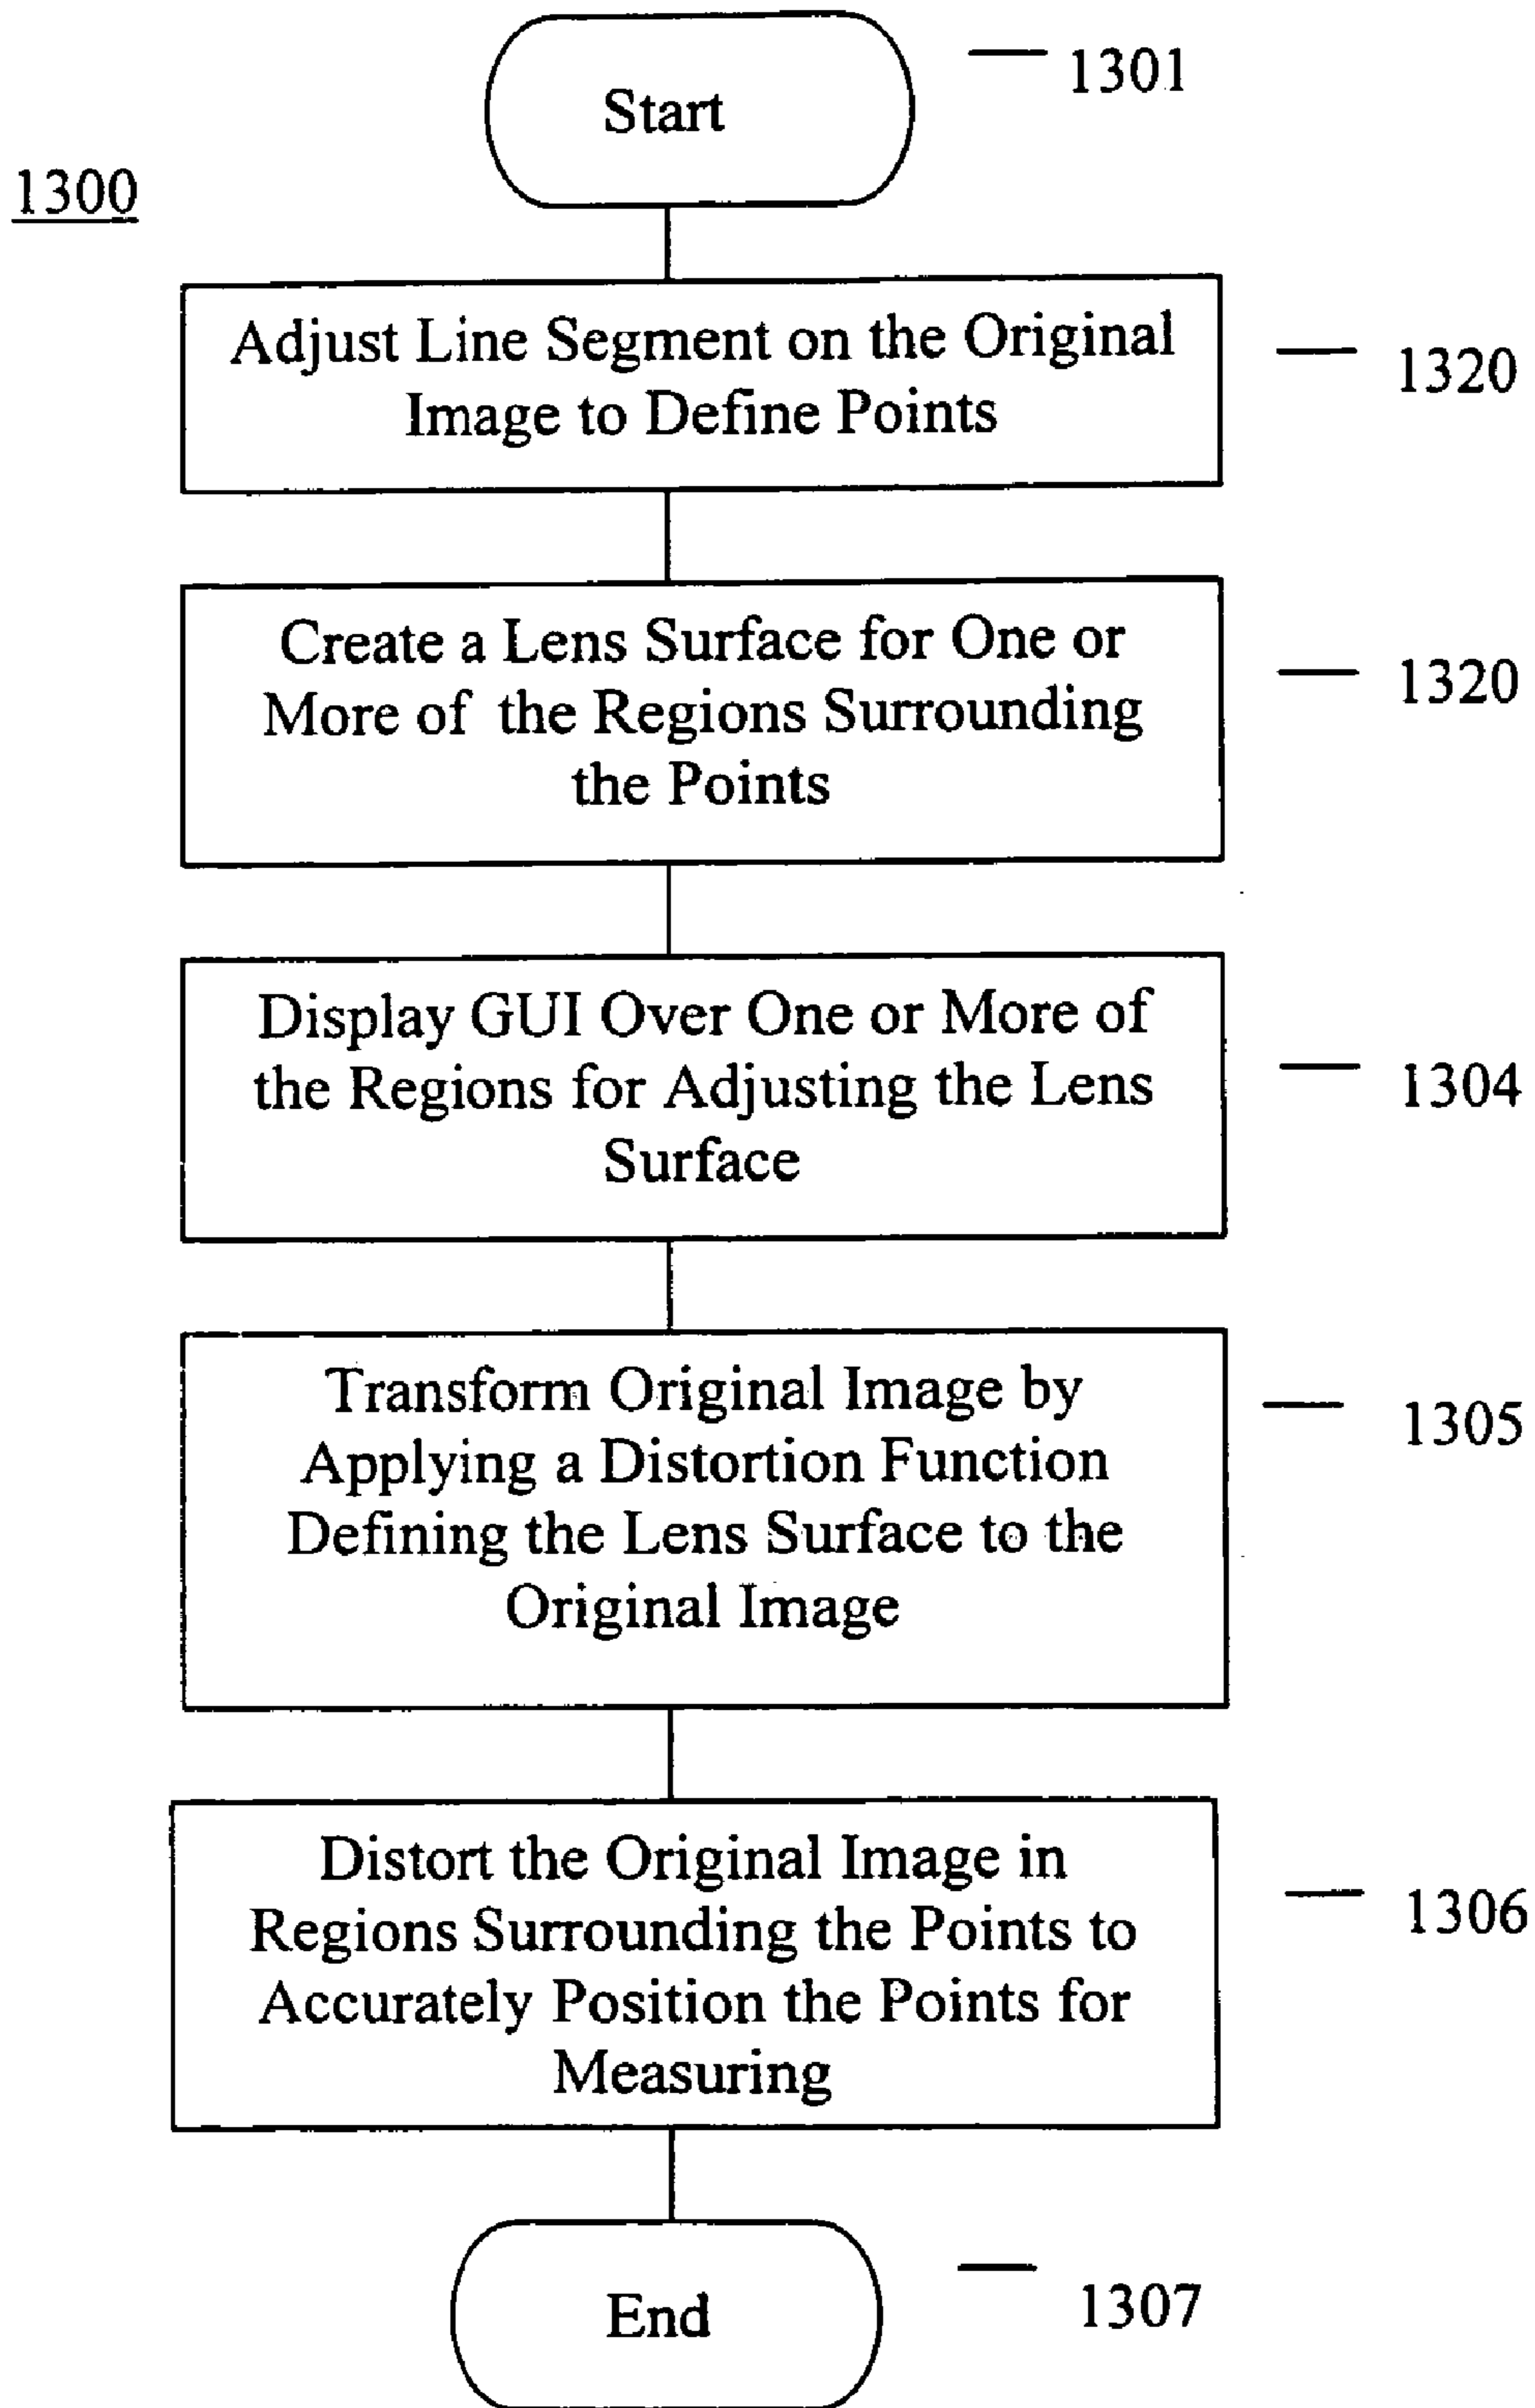 1301
Start
1300
Adjust Line Segment on the Original
Image to Define Points
1320
Create a Lens Surface for One or
More of the Regions Surrounding
the Points
1320
Display GUI Over One or More of
the Regions for Adjusting the Lens
Surface
1304
Transform Original Image by
Applying a Distortion Function
Defining the Lens Surface to the
Original Image
1305
Distort the Original Image in
Regions Surrounding the Points to
Accurately Position the Points for
Measuring
1306
End
1307